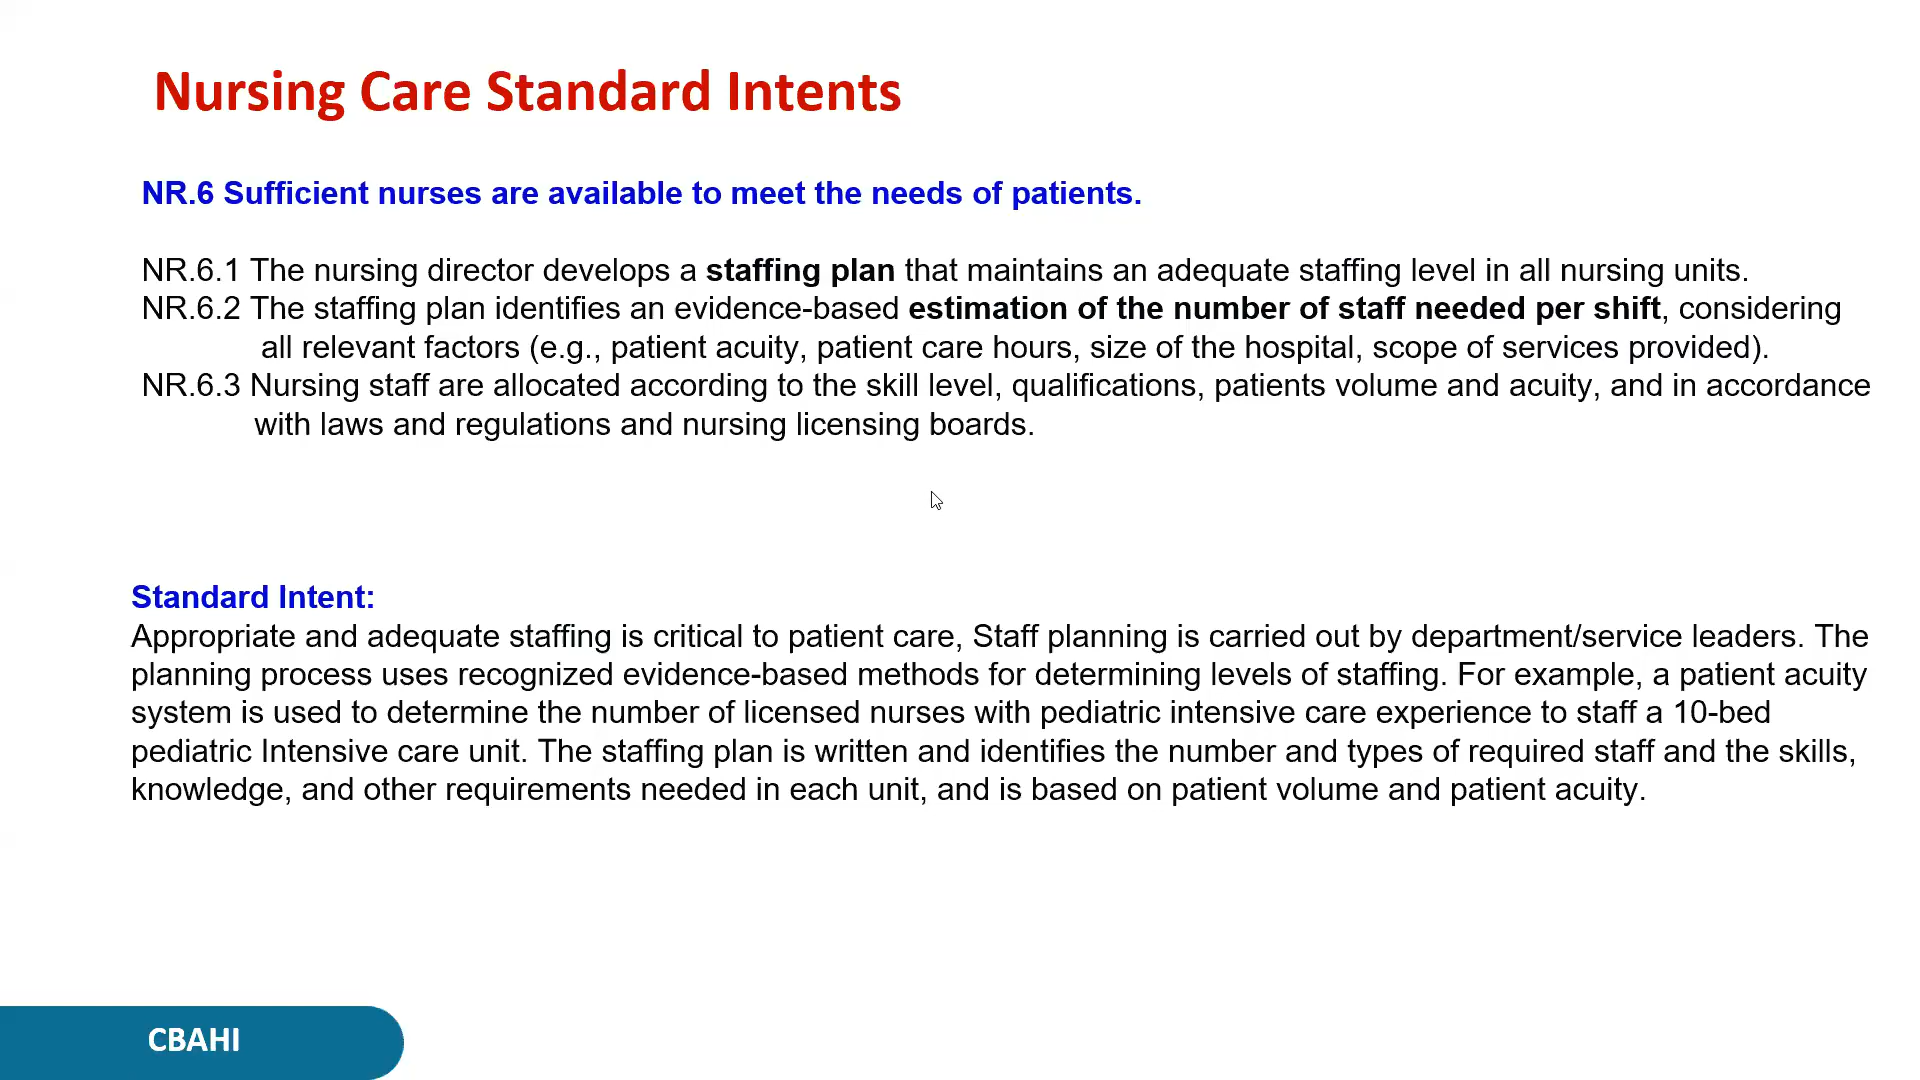 Nursing Care Standard Intents
NR.6 Sufficient nurses are available to meet the needs of patients.
NR.6.1 The nursing director develops a staffing plan that maintains an adequate staffing level in all nursing units.
NR.6.2 The staffing plan identifies an evidence-based estimation of the number of staff needed per shift, considering
all relevant factors (e.g., patient acuity, patient care hours, size of the hospital, scope of services provided).
NR.6.3 Nursing staff are allocated according to the skill level, qualifications, patients volume and acuity, and in accordance
with laws and regulations and nursing licensing boards.
Standard Intent:
Appropriate and adequate staffing is critical to patient care, Staff planning is carried out by department/service leaders. The
planning process uses recognized evidence-based methods for determining levels of staffing. For example, a patient acuity
system is used to determine the number of licensed nurses with pediatric intensive care experience to staff a 10-bed
pediatric Intensive care unit. The staffing plan is written and identifies the number and types of required staff and the skills,
knowledge, and other requirements needed in each unit, and is based on patient volume and patient acuity.
CBAHI